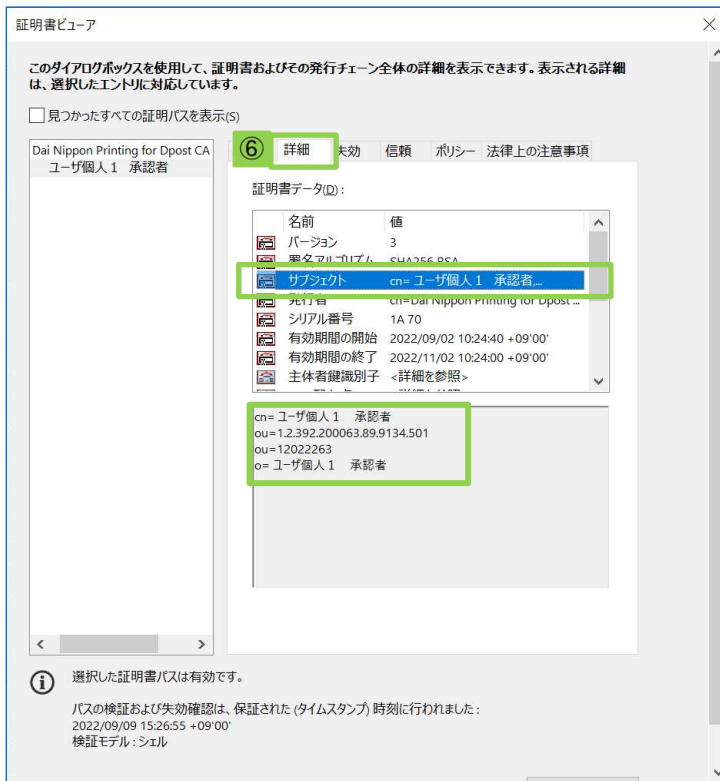 証明書ビューア
このダイアログボックスを使用して、証明書およびその発行チェーン全体の詳細を表示できます。表示される詳細
は、選択したエントリに対応しています。
見つかったすべての証明パスを表示(S)
Dai Nippon Printing for Dpost CA
ユーザ個人1 承認者
⑥ 詳細 失効 信頼 ポリシー 法律上の注意事項
証明書データ(D):
名前 値
バージョン 3
署名アルゴリズム SHA256 RSA
サブジェクト cn= ユーザ個人1 承認者,...
発行者 cn=Dai Nippon Printing for Dpost ...
シリアル番号 1A 70
有効期間の開始 2022/09/02 10:24:40 +09'00'
有効期間の終了 2022/11/02 10:24:00 +09'00'
主体者鍵識別子 <詳細を参照>
cn= ユーザ個人1 承認者
ou=1.2.392.200063.89.9134.501
ou=12022263
o= ユーザ個人1 承認者
選択した証明書パスは有効です。
パスの検証および失効確認は、保証された (タイムスタンプ) 時刻に行われました:
2022/09/09 15:26:55 +09'00'
検証モデル: シェル